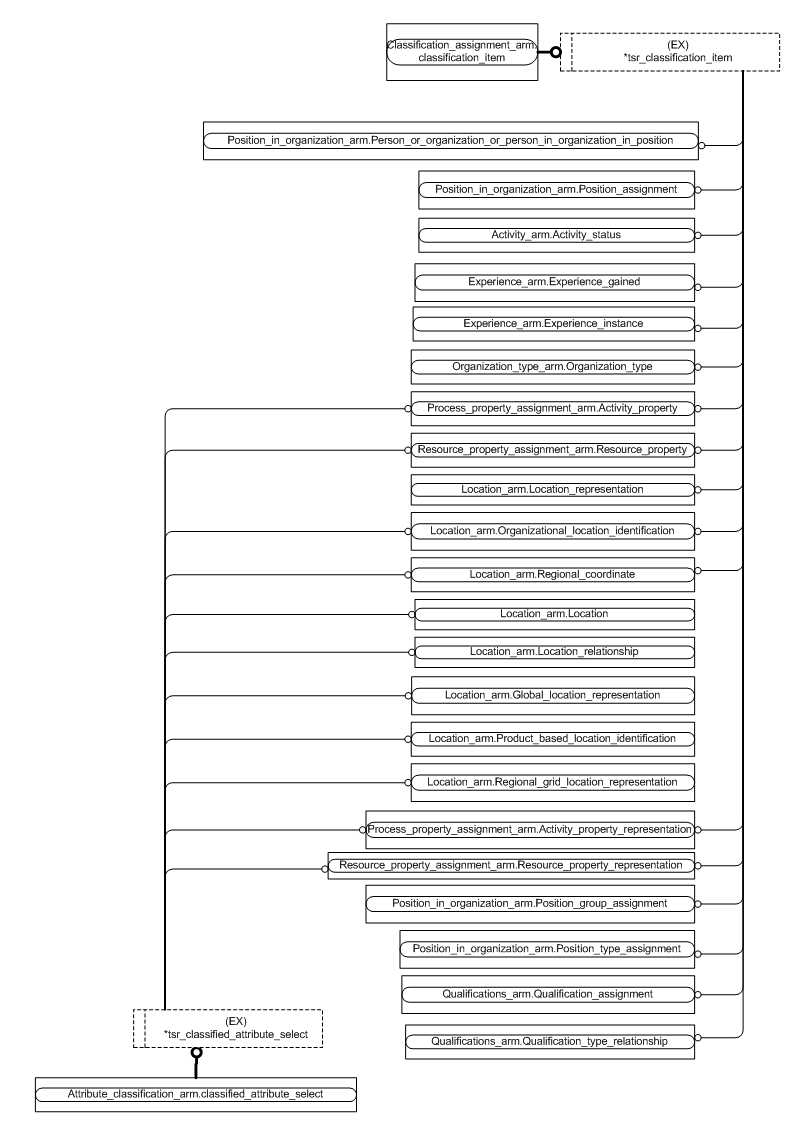 Classification_assignment_arm.
classification_item
(EX)
*tsr_classification_item
Position_in_organization_arm.Person_or_organization_or_person_in_organization_in_position
Position_in_organization_arm.Position_assignment
Activity_arm.Activity_status
Experience_arm.Experience_gained
Experience_arm.Experience_instance
Organization_type_arm.Organization_type
Process_property_assignment_arm.Activity_property
Resource_property_assignment_arm.Resource_property
Location_arm.Location_representation
Location_arm.Organizational_location_identification
Location_arm.Regional_coordinate
Location_arm.Location
Location_arm.Location_relationship
Location_arm.Global_location_representation
Location_arm.Product_based_location_identification
Location_arm.Regional_grid_location_representation
Process_property_assignment_arm.Activity_property_representation
Resource_property_assignment_arm.Resource_property_representation
Position_in_organization_arm.Position_group_assignment
Position_in_organization_arm.Position_type_assignment
Qualifications_arm.Qualification_assignment
Qualifications_arm.Qualification_type_relationship
(EX)
*tsr_classified_attribute_select
Attribute_classification_arm.classified_attribute_select